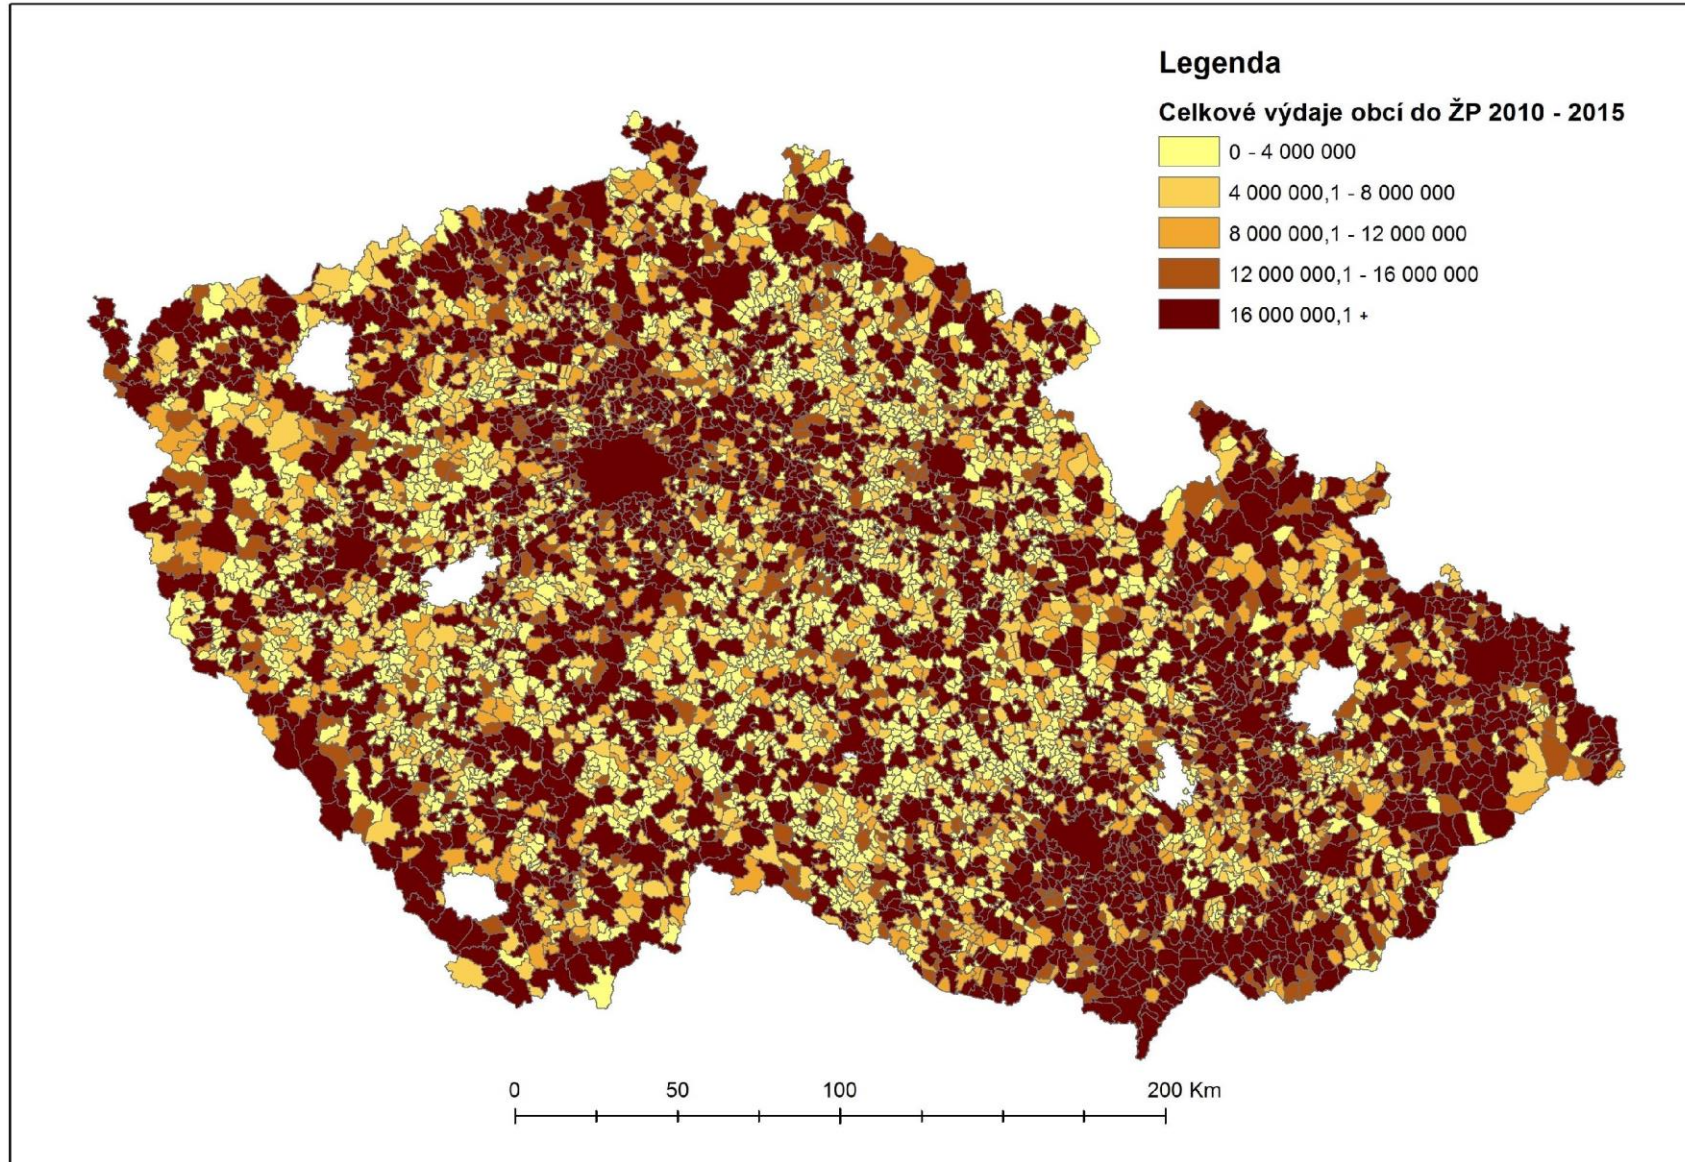 Legenda
Celkové výdaje obcí do ŽP 2010 - 2015
0 - 4 000 000
4 000 000,1 - 8 000 000
8 000 000,1 - 12 000 000
12 000 000,1 - 16 000 000
16 000 000,1 +
0 50 100 200 Km